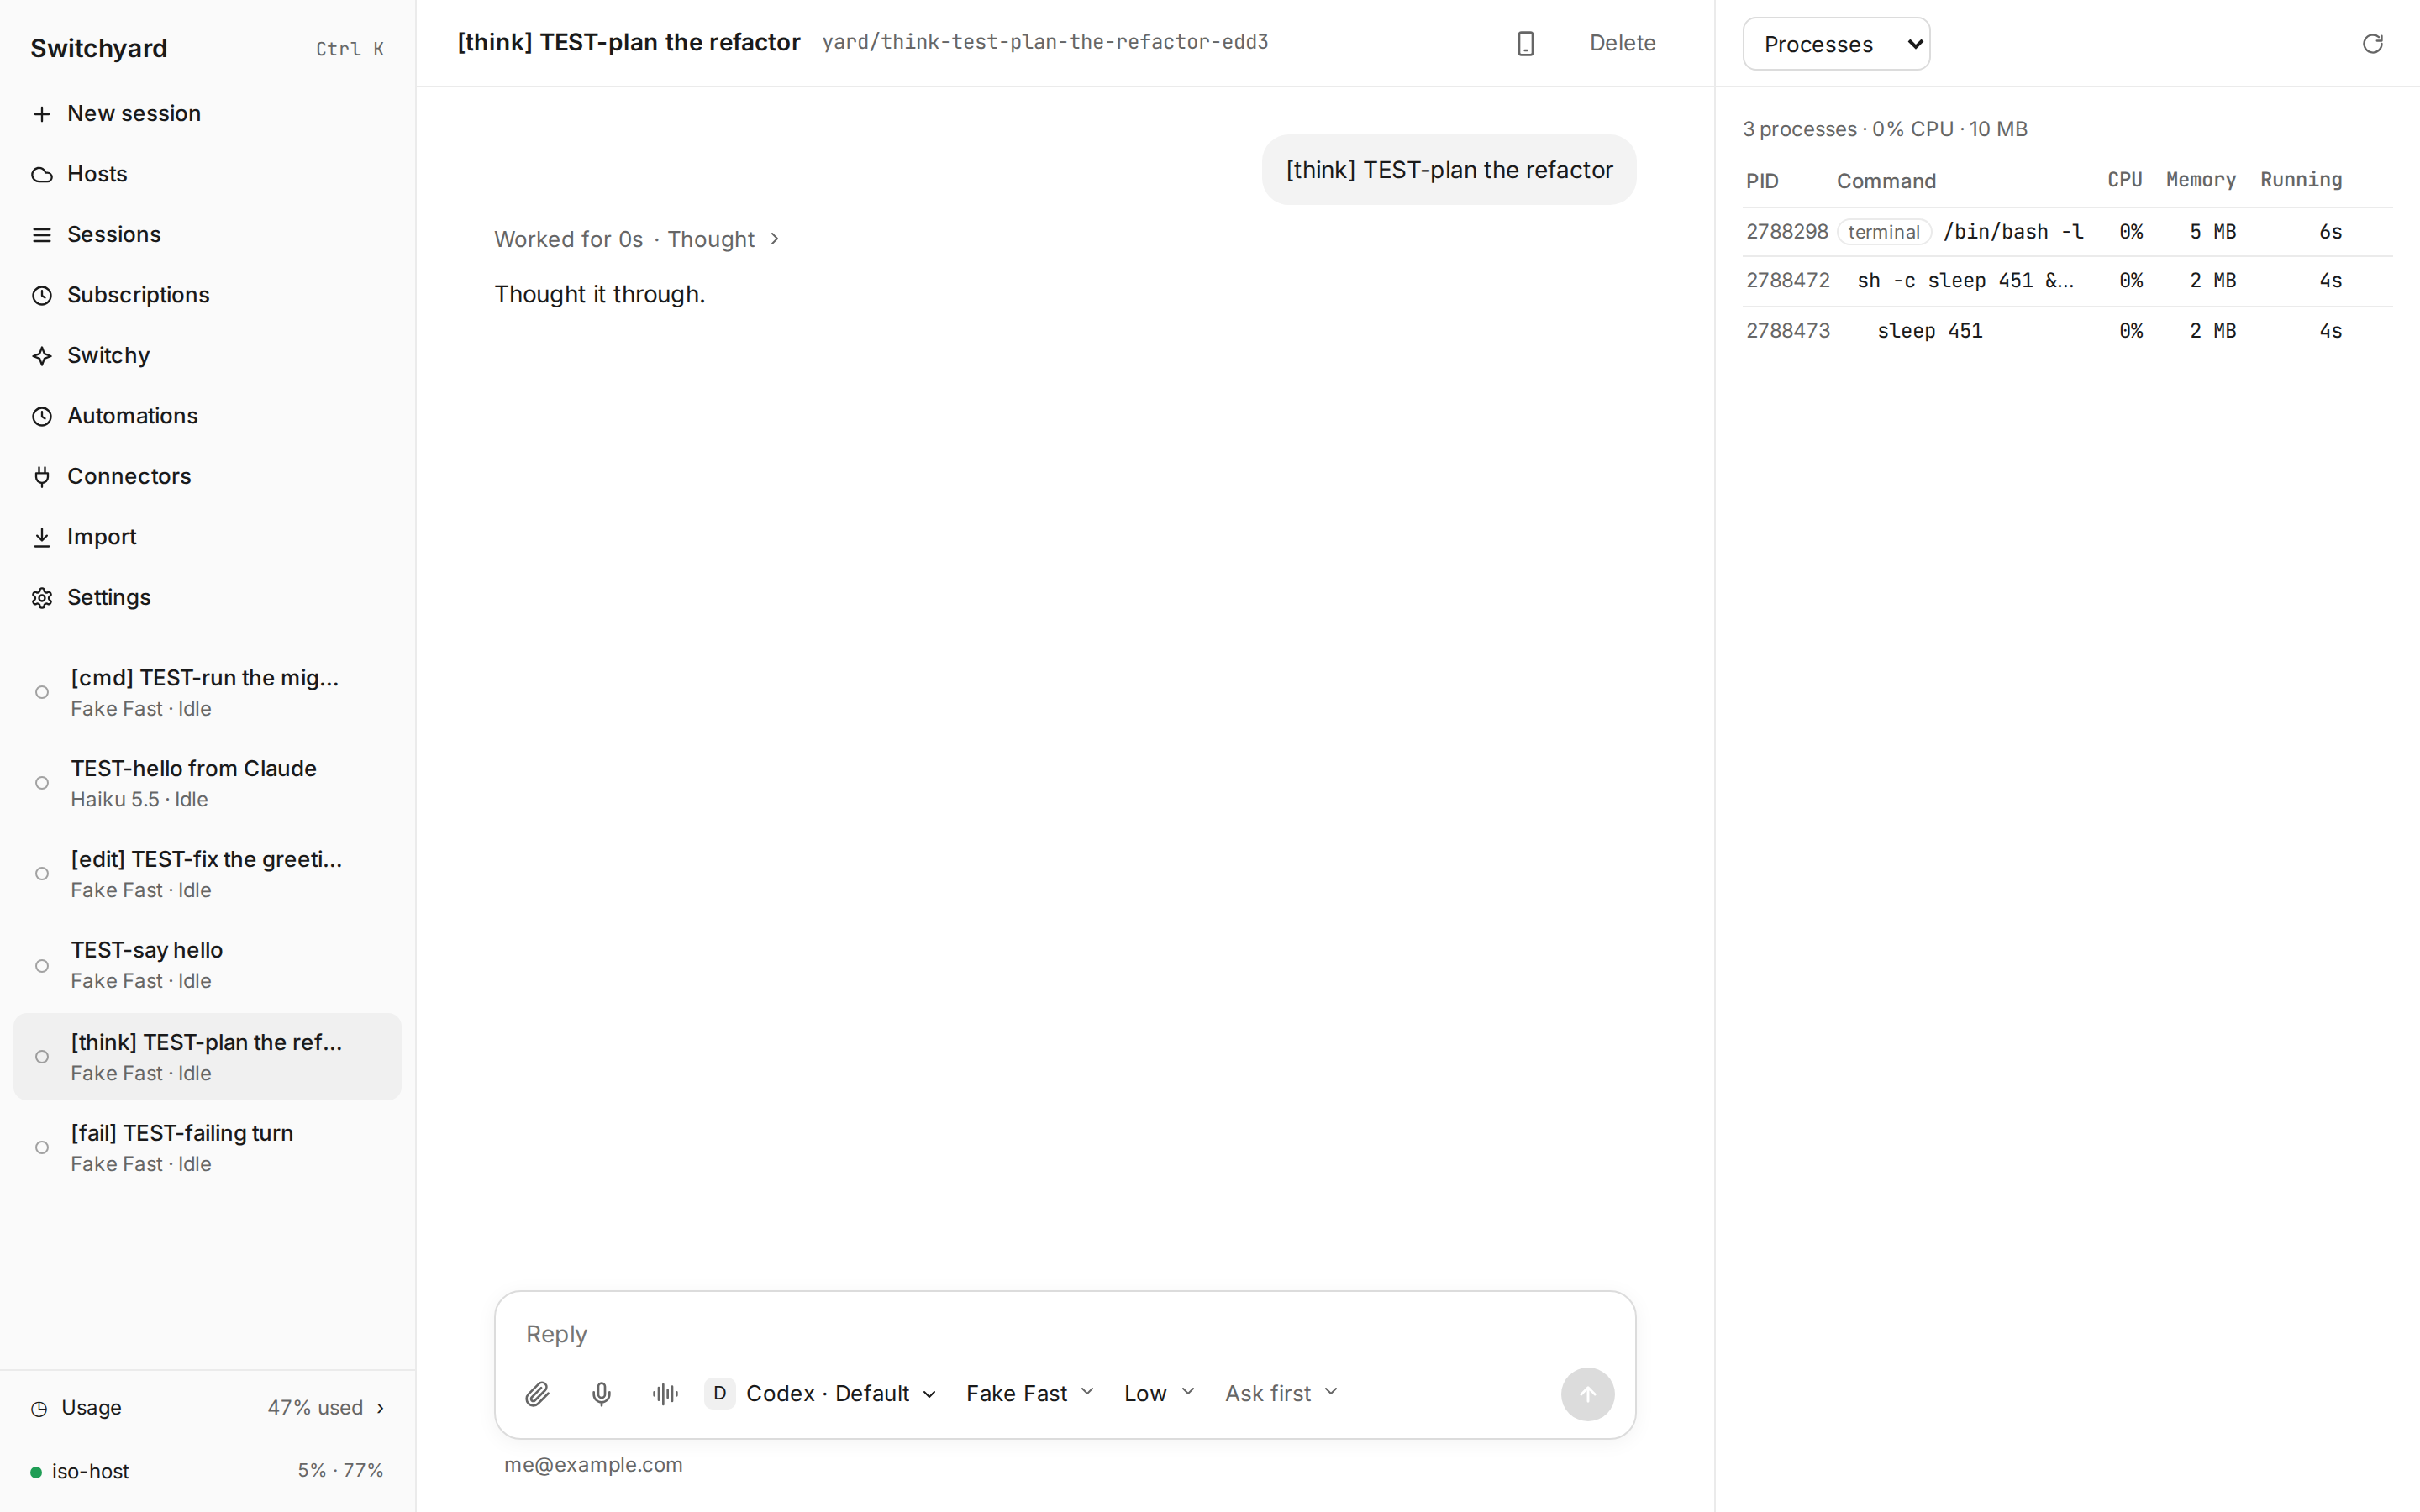 Switchyard Ctrl K
New session
Hosts
Sessions
Subscriptions
Switchy
Automations
Connectors
Import
Settings
[cmd] TEST-run the mig...
Fake Fast · Idle
TEST-hello from Claude
Haiku 5.5 · Idle
[edit] TEST-fix the greeti...
Fake Fast · Idle
TEST-say hello
Fake Fast · Idle
[think] TEST-plan the ref...
Fake Fast · Idle
[fail] TEST-failing turn
Fake Fast · Idle
Usage 47% used
iso-host 5% · 77%
[think] TEST-plan the refactor yard/think-test-plan-the-refactor-edd3 Delete
[think] TEST-plan the refactor
Worked for 0s · Thought
Thought it through.
Reply
D Codex · Default Fake Fast Low Ask first
me@example.com
Processes
3 processes · 0% CPU · 10 MB
PID Command CPU Memory Running
2788298 terminal /bin/bash -l 0% 5 MB 6s
2788472 sh -c sleep 451 &... 0% 2 MB 4s
2788473 sleep 451 0% 2 MB 4s